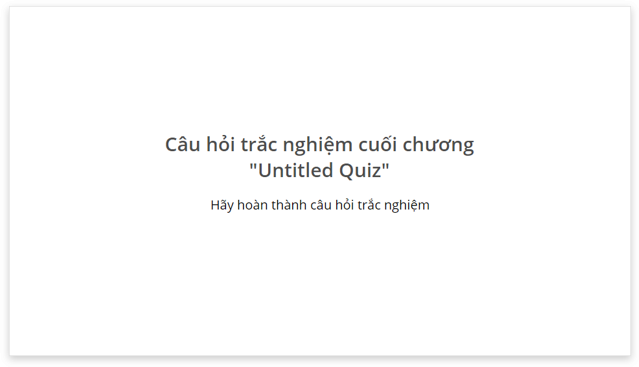 Câu hỏi trắc nghiệm cuối chương
"Untitled Quiz"
Hãy hoàn thành câu hỏi trắc nghiệm